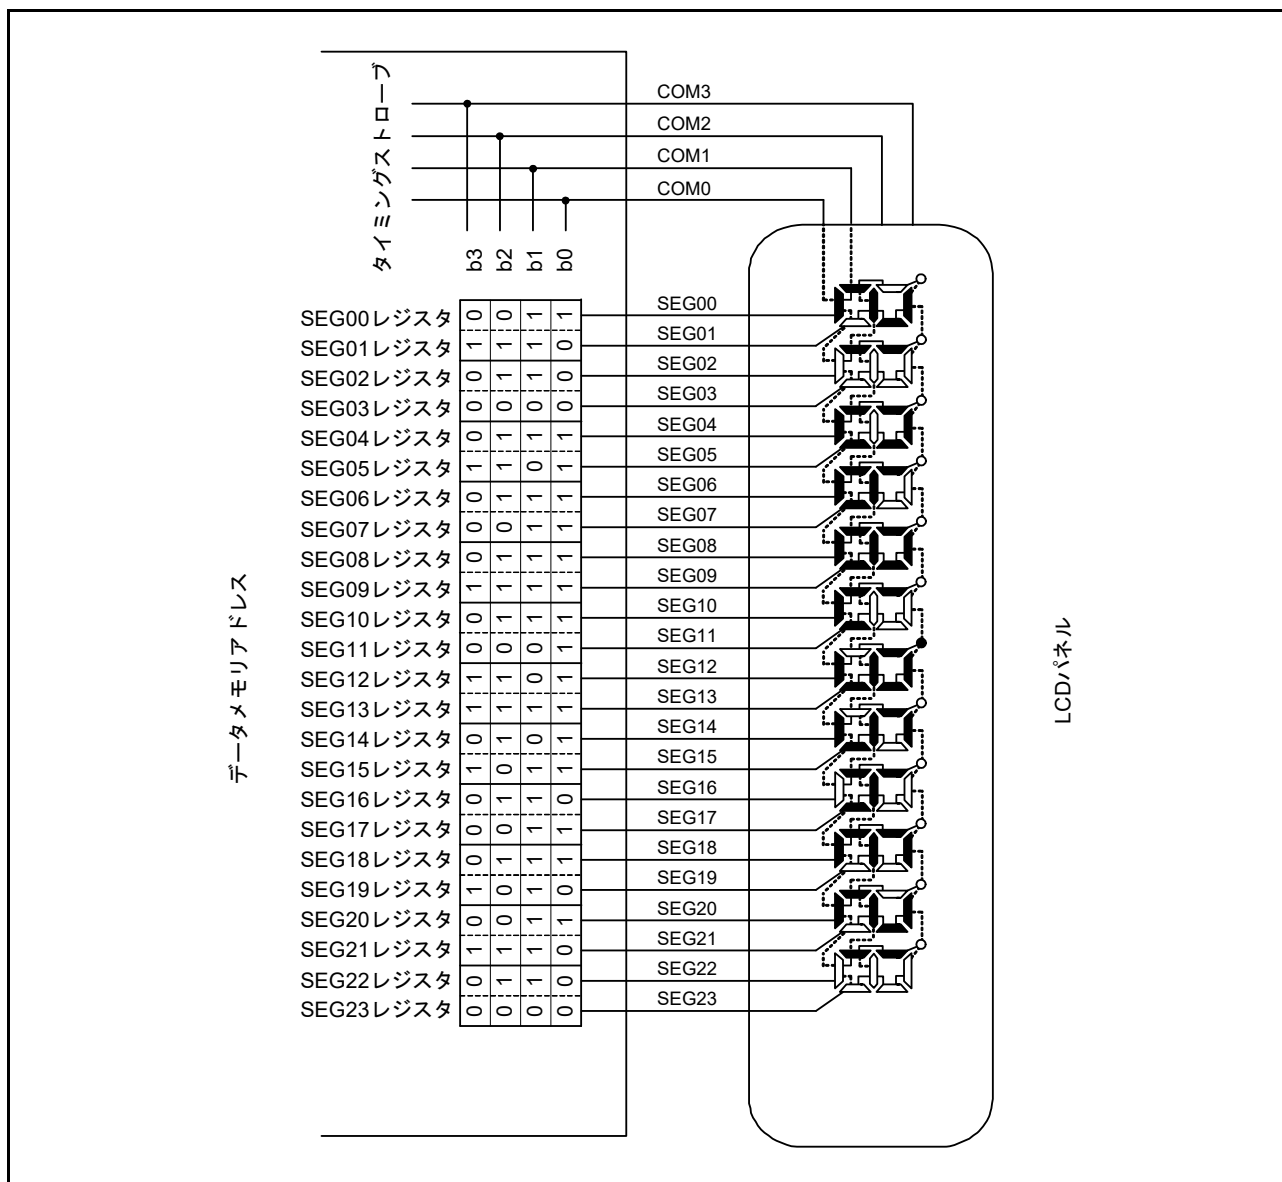 タイミングストローブ
COM3
COM2
COM1
COM0
b3 b2 b1 b0
SEG00レジスタ 0 0 1 1 SEG00
SEG01レジスタ 1 1 1 0 SEG01
SEG02レジスタ 0 1 1 0 SEG02
SEG03レジスタ 0 0 0 0 SEG03
SEG04レジスタ 0 1 1 1 SEG04
SEG05レジスタ 1 1 0 1 SEG05
SEG06レジスタ 0 1 1 1 SEG06
SEG07レジスタ 0 0 1 1 SEG07
SEG08レジスタ 0 1 1 1 SEG08
SEG09レジスタ 1 1 1 1 SEG09
SEG10レジスタ 0 1 1 1 SEG10
SEG11レジスタ 0 0 0 1 SEG11
SEG12レジスタ 1 1 0 1 SEG12
SEG13レジスタ 1 1 1 1 SEG13
SEG14レジスタ 0 1 0 1 SEG14
SEG15レジスタ 1 0 1 1 SEG15
SEG16レジスタ 0 1 1 0 SEG16
SEG17レジスタ 0 0 1 1 SEG17
SEG18レジスタ 0 1 1 1 SEG18
SEG19レジスタ 1 0 1 0 SEG19
SEG20レジスタ 0 0 1 1 SEG20
SEG21レジスタ 1 1 1 0 SEG21
SEG22レジスタ 0 1 1 0 SEG22
SEG23レジスタ 0 0 0 0 SEG23
データメモリアドレス
LCDパネル